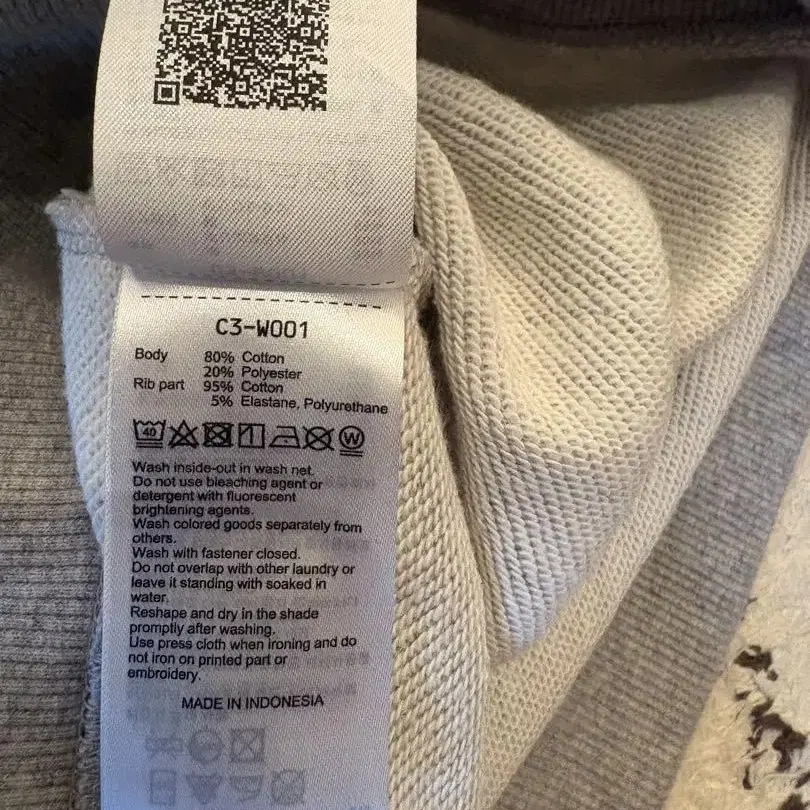 C3-W001
Body 80% Cotton
20% Polyester
Rib part 95% Cotton
5% Elastane, Polyurethane
40 W
Wash inside-out in wash net.
Do not use bleaching agent or
detergent with fluorescent
brightening agents.
Wash colored goods separately from
others.
Wash with fastener closed.
Do not overlap with other laundry or
leave it standing with soaked in
water.
Reshape and dry in the shade
promptly after washing.
Use press cloth when ironing and do
not iron on printed part or
embroidery.
MADE IN INDONESIA